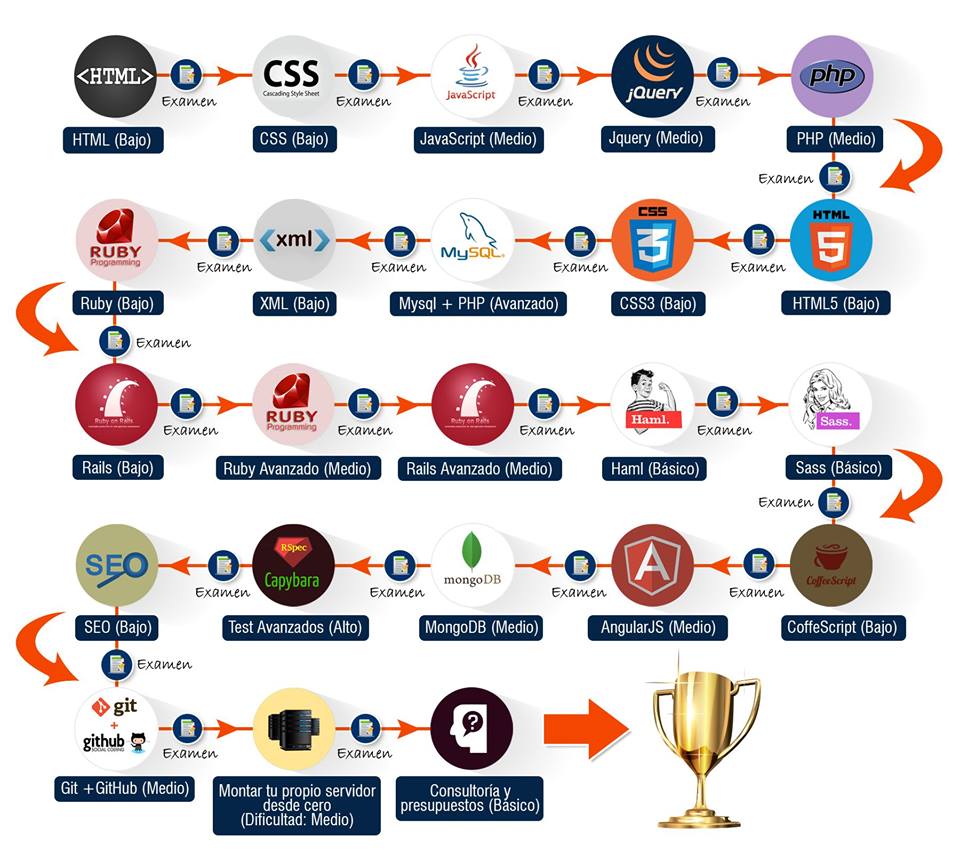 <HTML>
CSS
Cascading Style Sheet
JavaScript
jQuery
php
Examen
Examen
Examen
Examen
HTML (Bajo)
CSS (Bajo)
JavaScript (Medio)
Jquery (Medio)
PHP (Medio)
Examen
RUBY
Programming
xml
MySQL
CSS
3
HTML
5
Examen
Examen
Examen
Examen
Ruby (Bajo)
XML (Bajo)
Mysql + PHP (Avanzado)
CSS3 (Bajo)
HTML5 (Bajo)
Examen
Ruby on Rails
RUBY
Programming
Ruby on Rails
Haml.
Sass.
Examen
Examen
Examen
Examen
Rails (Bajo)
Ruby Avanzado (Medio)
Rails Avanzado (Medio)
Haml (Básico)
Sass (Básico)
Examen
SEO
RSpec
Capybara
mongoDB
A
CoffeeScript
Examen
Examen
Examen
Examen
SEO (Bajo)
Test Avanzados (Alto)
MongoDB (Medio)
AngularJS (Medio)
CoffeScript (Bajo)
Examen
git
+
github
SOCIAL CODING
?
Examen
Examen
Git +GitHub (Medio)
Montar tu propio servidor
desde cero
(Dificultad: Medio)
Consultoría y
presupuestos (Básico)